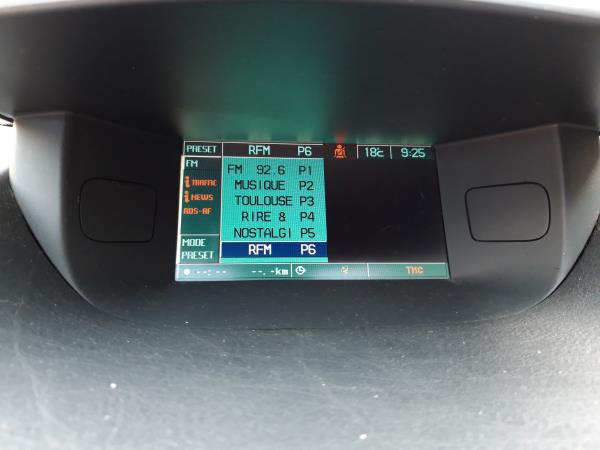 PRESET RFM P6 18c 9:25
FM
FM 92.6 P1
i TRAFFIC MUSIQUE P2
i NEWS TOULOUSE P3
RDS-AF RIRE & P4
NOSTALGI P5
MODE
PRESET RFM P6
--:-- --.-km TMC